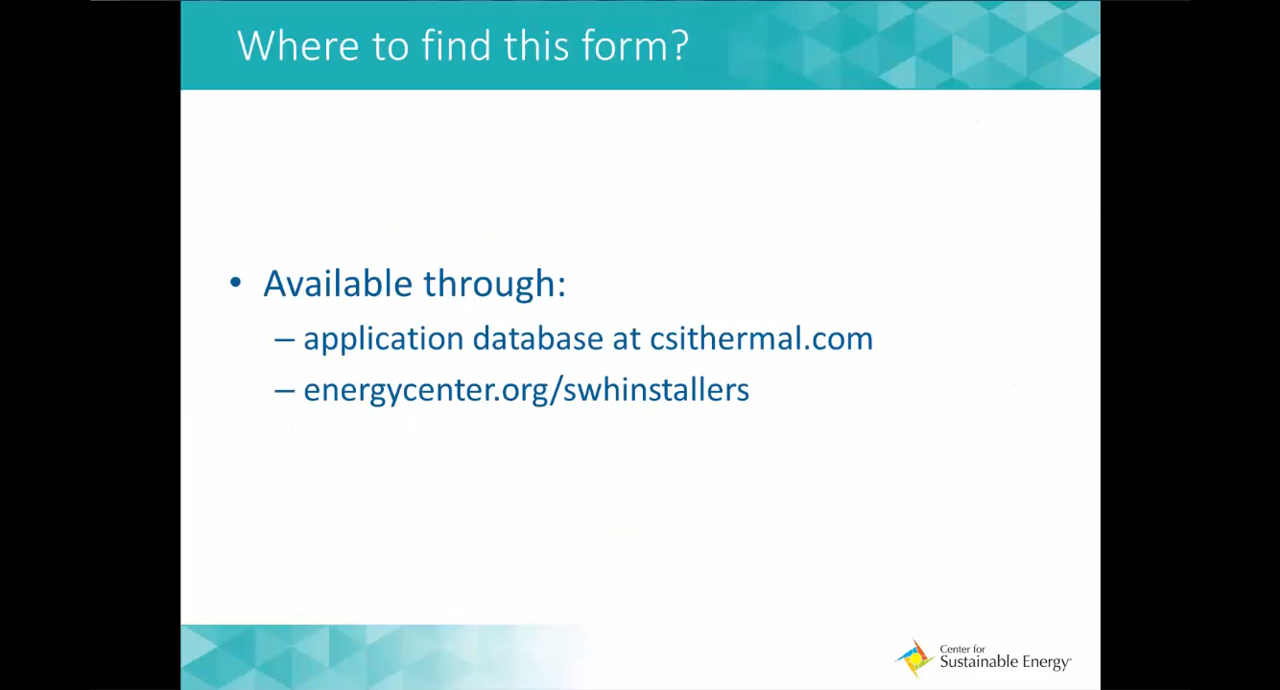 Where to find this form?
• Available through:
– application database at csithermal.com
– energycenter.org/swhinstallers
Center for
Sustainable Energy